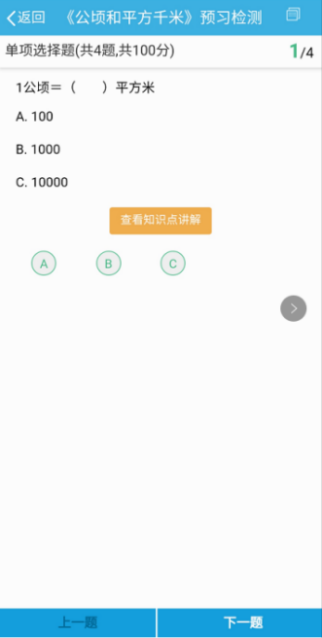 返回 《公顷和平方千米》预习检测
单项选择题(共4题,共100分) 1/4
1公顷＝（　　）平方米
A. 100
B. 1000
C. 10000
查看知识点讲解
A B C
上一题 下一题